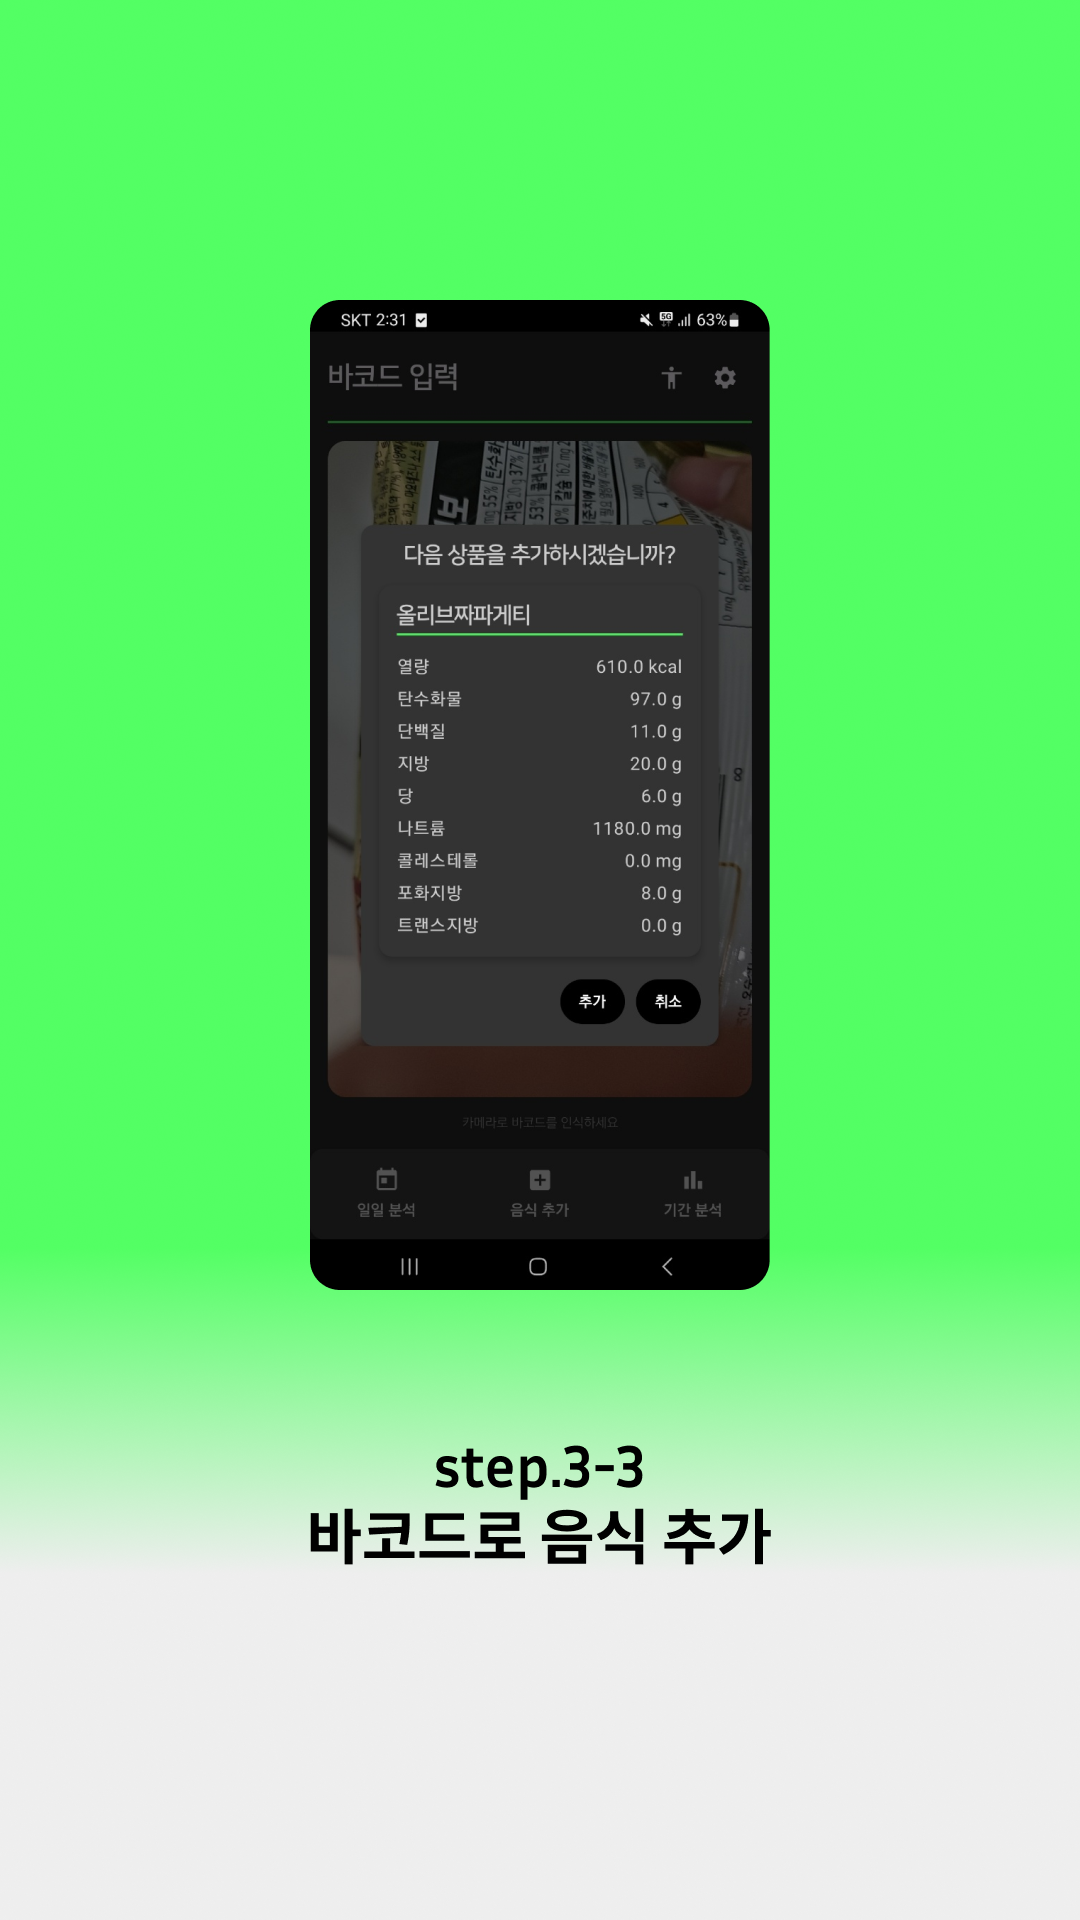 SKT 2:31
5G 63%
바코드 입력
다음 상품을 추가하시겠습니까?
올리브짜파게티
열량 610.0 kcal
탄수화물 97.0 g
단백질 11.0 g
지방 20.0 g
당 6.0 g
나트륨 1180.0 mg
콜레스테롤 0.0 mg
포화지방 8.0 g
트랜스지방 0.0 g
추가 취소
카메라로 바코드를 인식하세요
일일 분석 음식 추가 기간 분석
step.3-3
바코드로 음식 추가